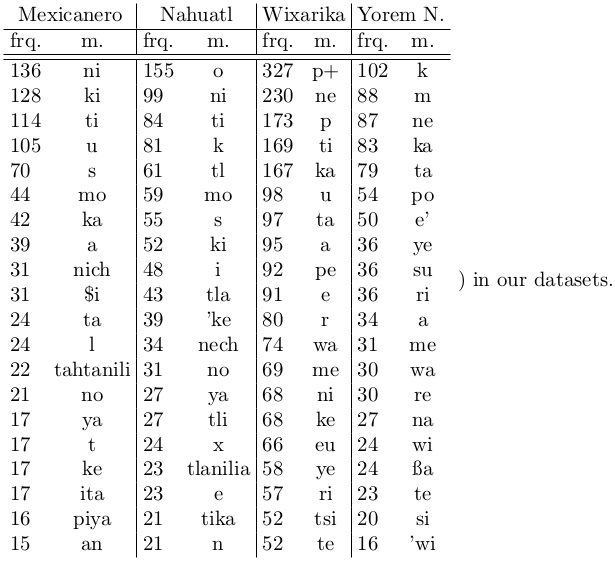 Mexicanero Nahuatl Wixarika Yorem N.
frq. m. frq. m. frq. m. frq. m.
136 ni 155 o 327 p+ 102 k
128 ki 99 ni 230 ne 88 m
114 ti 84 ti 173 p 87 ne
105 u 81 k 169 ti 83 ka
70 s 61 tl 167 ka 79 ta
44 mo 59 mo 98 u 54 po
42 ka 55 s 97 ta 50 e'
39 a 52 ki 95 a 36 ye
31 nich 48 i 92 pe 36 su
31 $i 43 tla 91 e 36 ri
24 ta 39 'ke 80 r 34 a
24 l 34 nech 74 wa 31 me
22 tahtanili 31 no 69 me 30 wa
21 no 27 ya 68 ni 30 re
17 ya 27 tli 68 ke 27 na
17 t 24 x 66 eu 24 wi
17 ke 23 tlanilia 58 ye 24 ßa
17 ita 23 e 57 ri 23 te
16 piya 21 tika 52 tsi 20 si
15 an 21 n 52 te 16 'wi
) in our datasets.